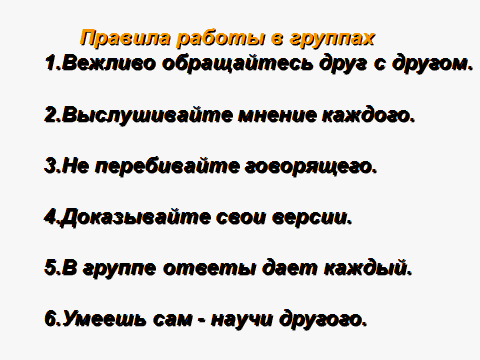 Правила работы в группах
1.Вежливо обращайтесь друг с другом.
2.Выслушивайте мнение каждого.
3.Не перебивайте говорящего.
4.Доказывайте свои версии.
5.В группе ответы дает каждый.
6.Умеешь сам - научи другого.